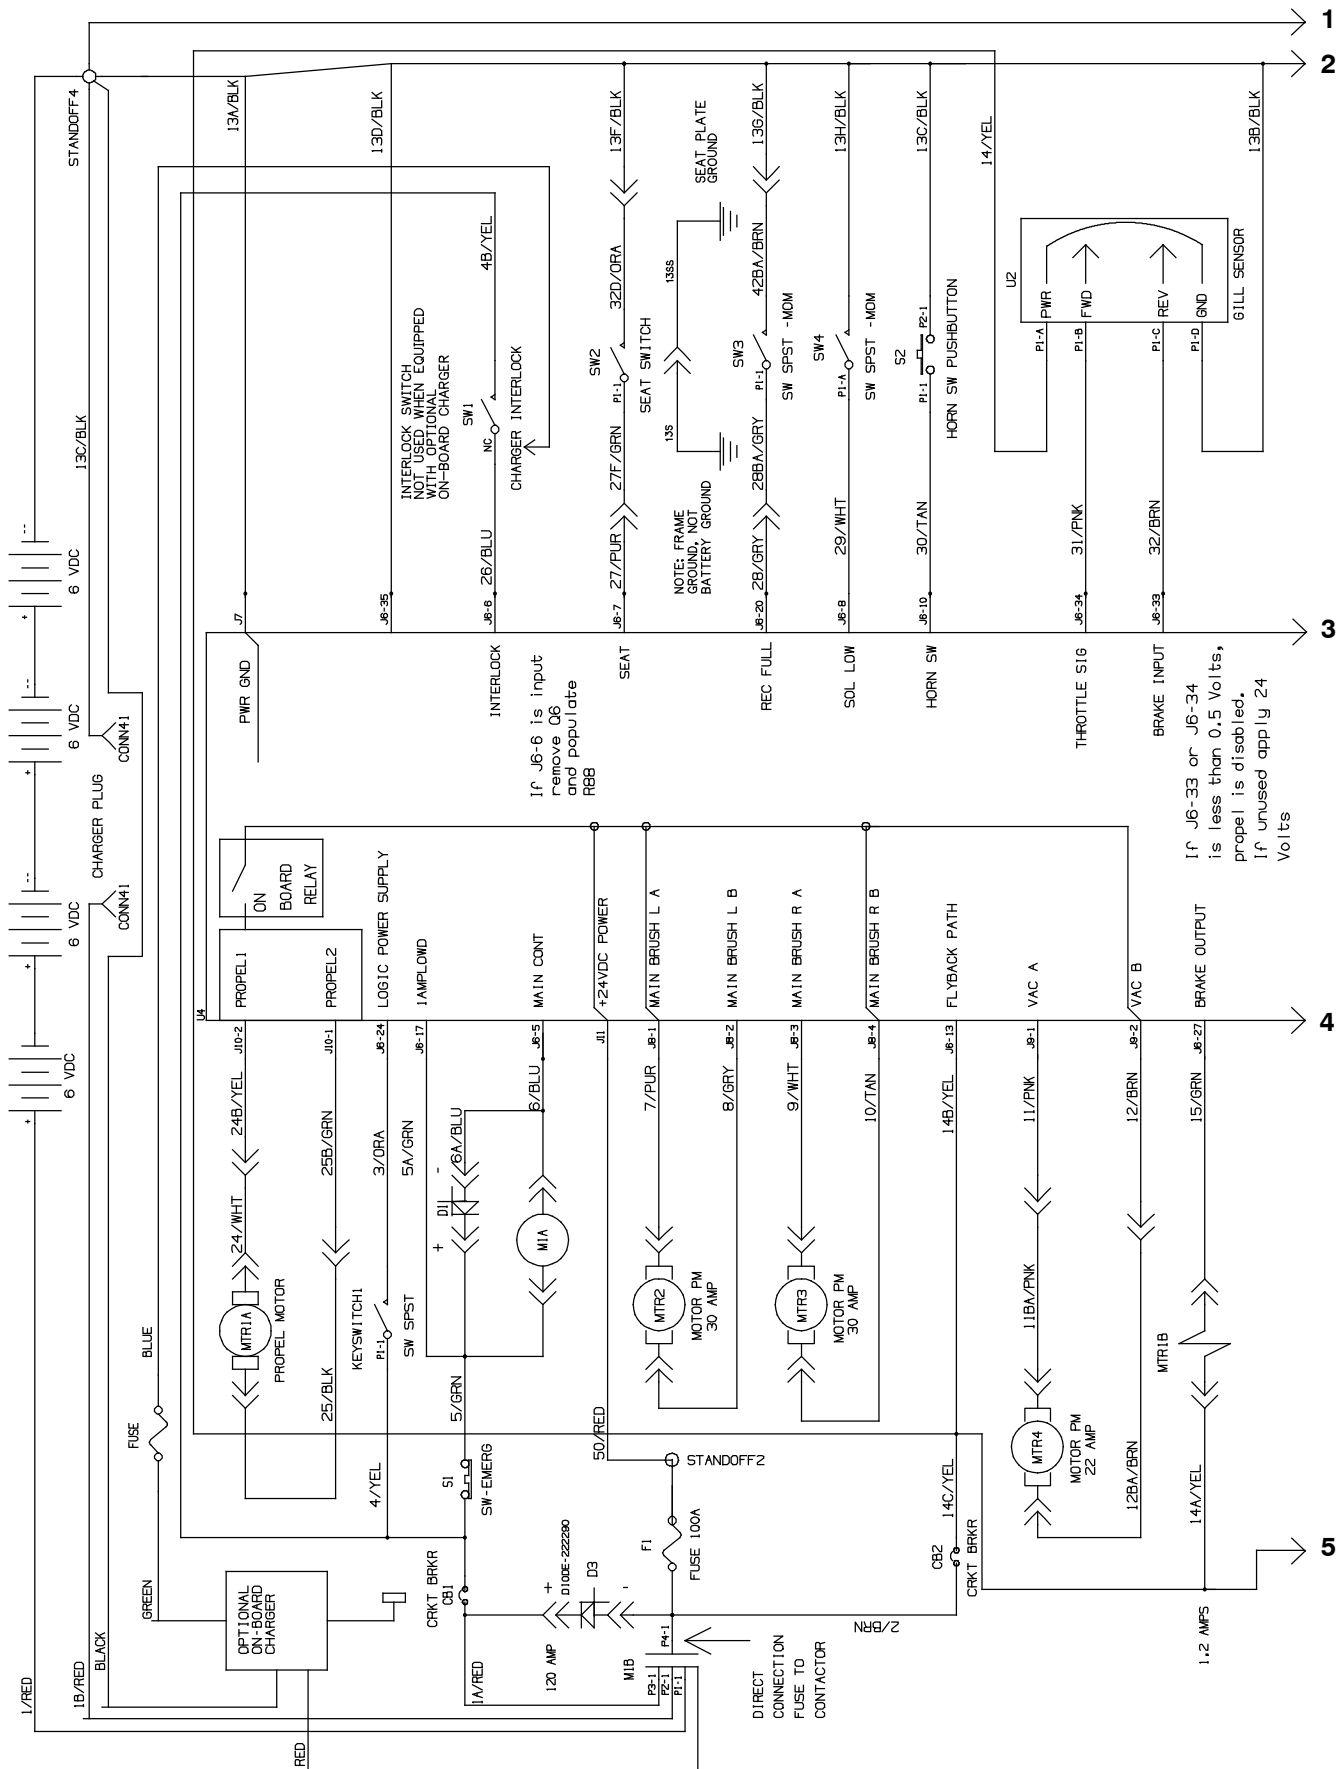 1
2
3
4
5
STANDOFF4
13A/BLK
13D/BLK
13F/BLK
SEAT PLATE
GROUND
13G/BLK
13H/BLK
13C/BLK
14/YEL
13B/BLK
13C/BLK
4B/YEL
32D/ORA
13SS
42BA/BRN
U2
PWR
FWD
REV
GND
GILL SENSOR
P1-A
P1-B
P1-C
P1-D
INTERLOCK SWITCH
NOT USED WHEN EQUIPPED
WITH OPTIONAL
ON-BOARD CHARGER
SW1
NC
CHARGER INTERLOCK
SW2
P1-1
SEAT SWITCH
13S
SW3
P1-1
SW SPST -MOM
SW4
P1-A
SW SPST -MOM
S2
P2-1
P1-1
HORN SW PUSHBUTTON
26/BLU
27F/GRN
27/PUR
NOTE: FRAME
GROUND, NOT
BATTERY GROUND
28BA/GRY
28/GRY
29/WHT
30/TAN
31/PNK
32/BRN
J7
J6-35
J6-6
J6-7
J6-20
J6-8
J6-10
J6-34
J6-33
PWR GND
INTERLOCK
SEAT
REC FULL
SOL LOW
HORN SW
THROTTLE SIG
BRAKE INPUT
If J6-6 is input
remove Q6
and populate
R88
If J6-33 or J6-34
is less than 0.5 Volts,
propel is disabled.
If unused apply 24
Volts
--
6 VDC
+
--
6 VDC
+
--
6 VDC
+
6 VDC
+
CONN41
CHARGER PLUG
CONN41
ON
BOARD
RELAY
U4
PROPEL1
PROPEL2
LOGIC POWER SUPPLY
1AMPLOWD
MAIN CONT
+24VDC POWER
MAIN BRUSH L A
MAIN BRUSH L B
MAIN BRUSH R A
MAIN BRUSH R B
FLYBACK PATH
VAC A
VAC B
BRAKE OUTPUT
J10-2
J10-1
J6-24
J6-17
J6-5
J11
J8-1
J8-2
J8-3
J8-4
J6-13
J9-1
J9-2
J6-27
24B/YEL
25B/GRN
3/ORA
5A/GRN
6A/BLU
6/BLU
7/PUR
8/GRY
9/WHT
10/TAN
14B/YEL
11/PNK
12/BRN
15/GRN
24/WHT
MTR1A
PROPEL MOTOR
25/BLK
KEYSWITCH1
P1-1
SW SPST
+
D11
-
M1A
MTR2
MOTOR PM
30 AMP
MTR3
MOTOR PM
30 AMP
11BA/PNK
MTR4
MOTOR PM
22 AMP
12BA/BRN
MTR1B
14A/YEL
BLUE
FUSE
GREEN
4/YEL
5/GRN
S1
SW-EMERG
50/RED
STANDOFF2
F1
FUSE 100A
14C/YEL
CB2
CRKT BRKR
OPTIONAL
ON-BOARD
CHARGER
CRKT BRKR
CB1
+
DIODE-222290
D3
-
120 AMP
2/BRN
1.2 AMPS
1/RED
1B/RED
BLACK
RED
1A/RED
M1B
P3-1
P2-1
P1-1
P4-1
DIRECT
CONNECTION
FUSE TO
CONTACTOR